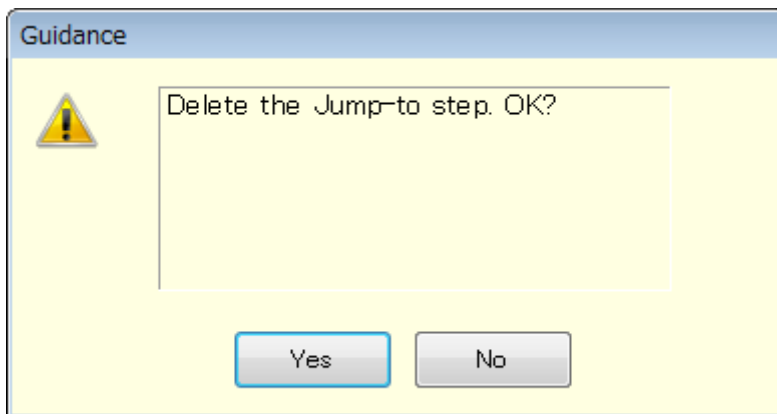 Guidance
Delete the Jump-to step. OK?
Yes
No